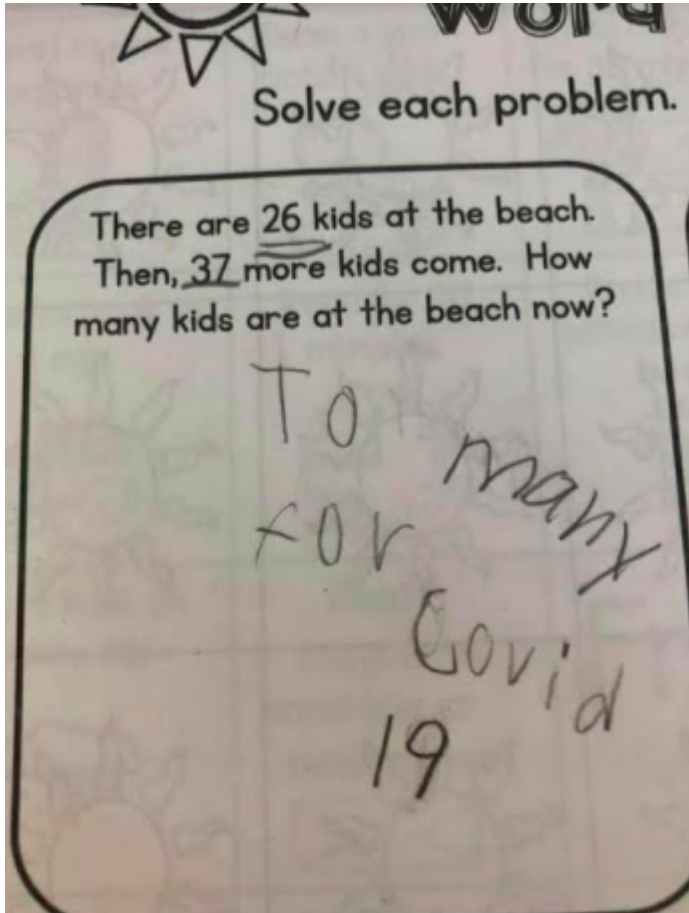 Word
Solve each problem.
There are 26 kids at the beach.
Then, 37 more kids come. How
many kids are at the beach now?
To many
for
Covid
19